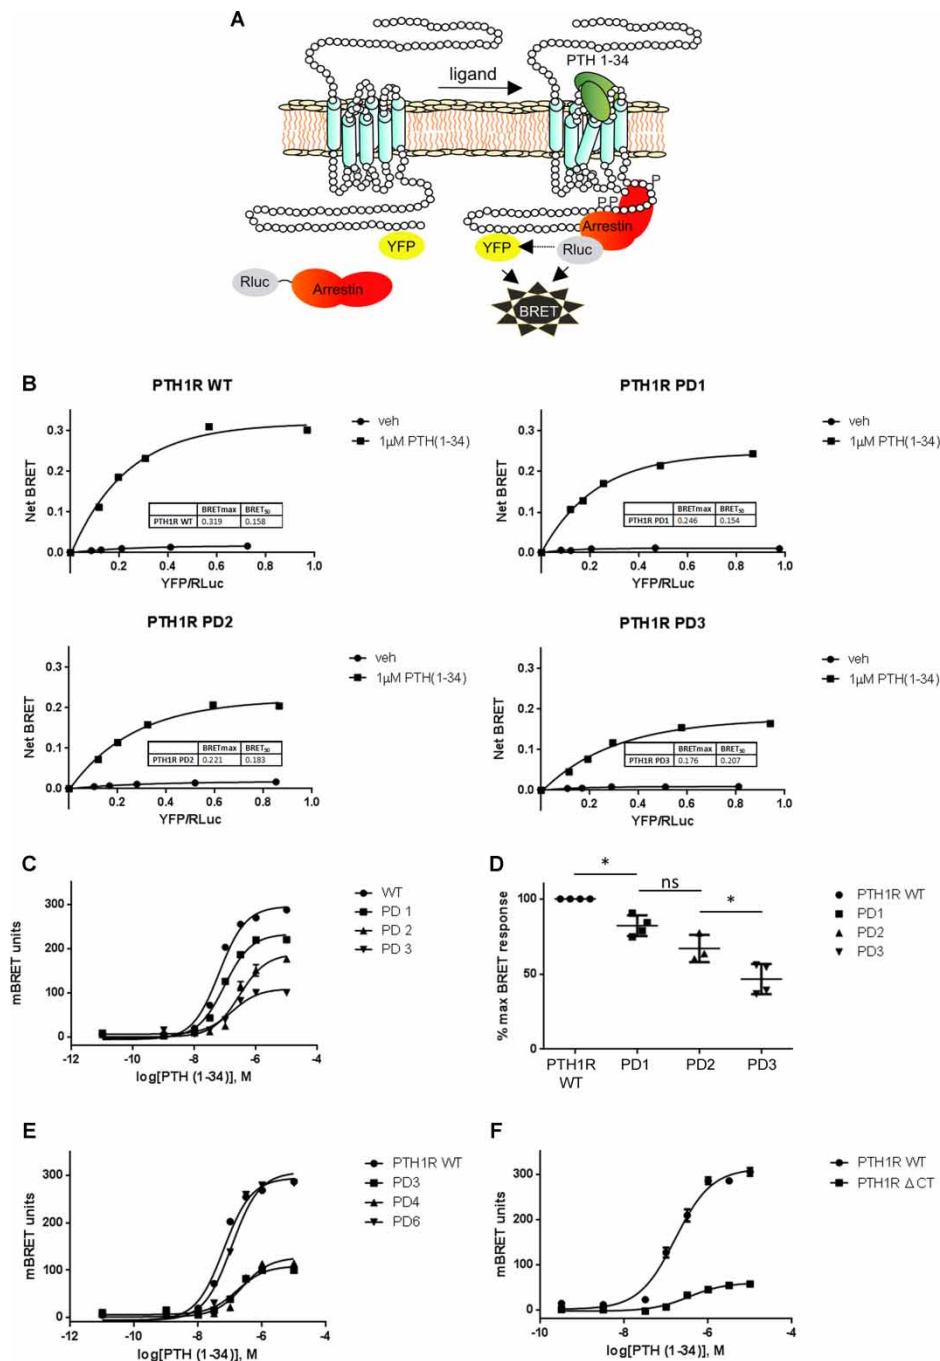 A
ligand
PTH 1-34
P
PP
Arrestin
YFP
YFP
Rluc
Rluc
Arrestin
BRET
B
PTH1R WT
Net BRET
0.3
0.2
0.1
0.0
0.2 0.4 0.6 0.8 1.0
YFP/RLuc
veh
1μM PTH(1-34)
BRETmax BRET50
PTH1R WT 0.319 0.158
PTH1R PD1
Net BRET
0.3
0.2
0.1
0.0
0.2 0.4 0.6 0.8 1.0
YFP/RLuc
veh
1μM PTH(1-34)
BRETmax BRET50
PTH1R PD1 0.246 0.154
PTH1R PD2
Net BRET
0.3
0.2
0.1
0.0
0.2 0.4 0.6 0.8 1.0
YFP/RLuc
veh
1μM PTH(1-34)
BRETmax BRET50
PTH1R PD2 0.221 0.183
PTH1R PD3
Net BRET
0.3
0.2
0.1
0.0
0.2 0.4 0.6 0.8 1.0
YFP/RLuc
veh
1μM PTH(1-34)
BRETmax BRET50
PTH1R PD3 0.176 0.207
C
mBRET units
300
200
100
0
-12 -10 -8 -6 -4
log[PTH (1-34)], M
WT
PD 1
PD 2
PD 3
D
% max BRET response
100
50
0
* ns *
PTH1R WT PD1 PD2 PD3
PTH1R WT
PD1
PD2
PD3
E
mBRET units
300
200
100
0
-12 -10 -8 -6 -4
log[PTH (1-34)], M
PTH1R WT
PD3
PD4
PD6
F
mBRET units
300
200
100
0
-10 -9 -8 -7 -6 -5 -4
log[PTH (1-34)], M
PTH1R WT
PTH1R ΔCT